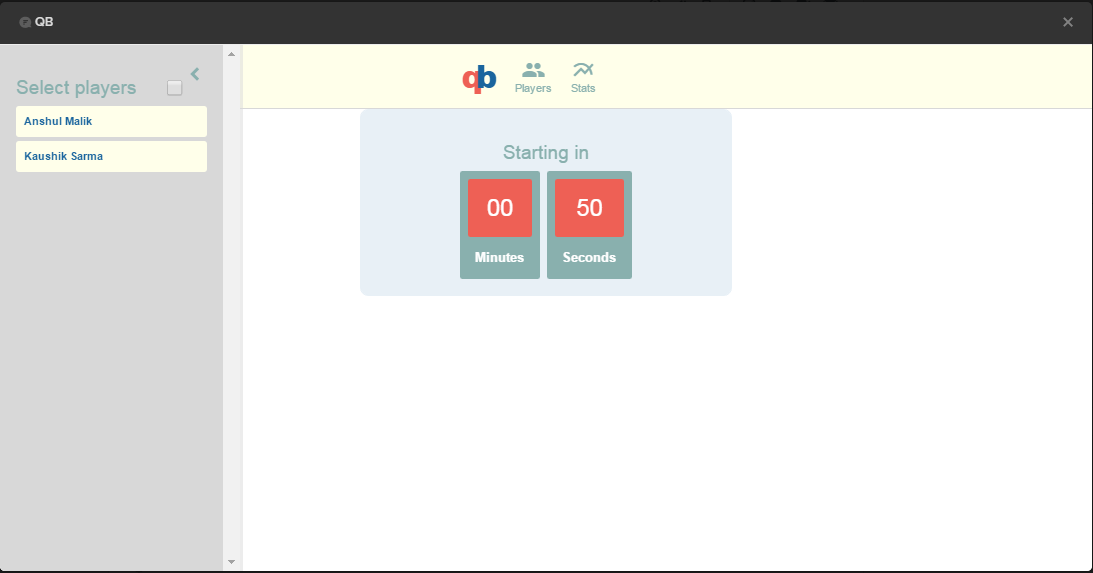 QB
Select players
Anshul Malik
Kaushik Sarma
qb
Players
Stats
Starting in
00
50
Minutes
Seconds